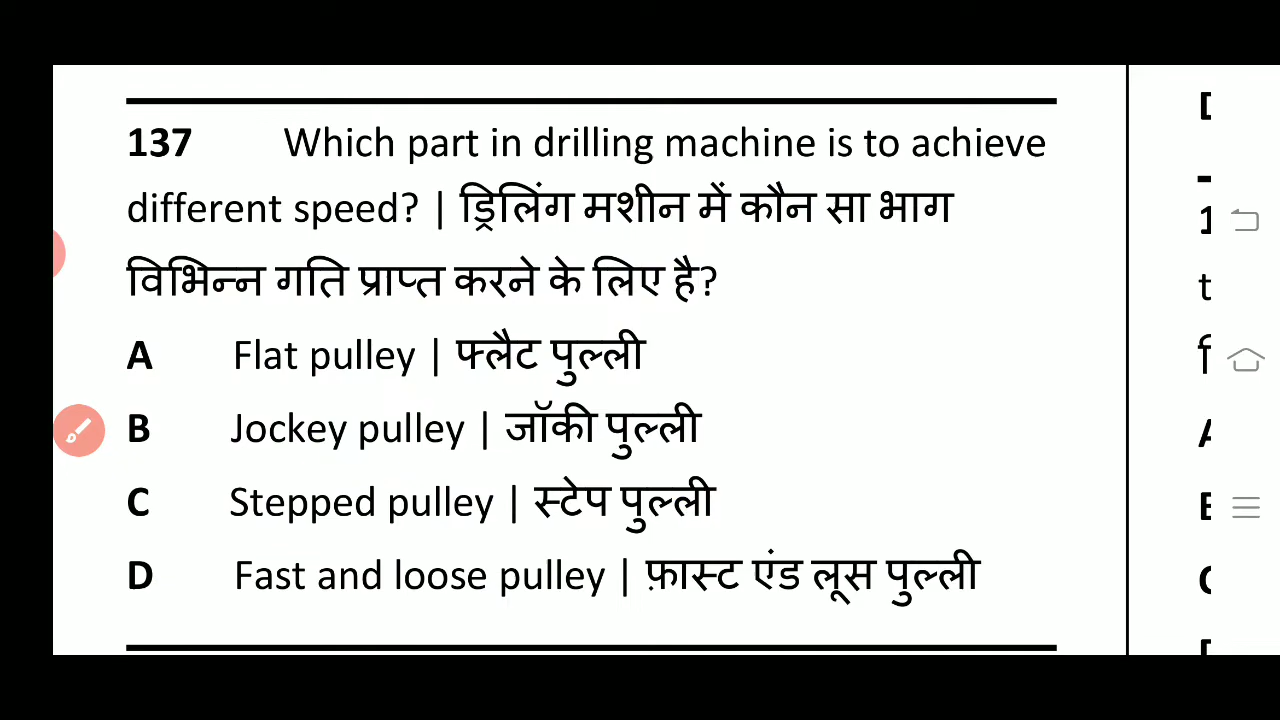 137 Which part in drilling machine is to achieve
different speed? | ड्रिलिंग मशीन में कौन सा भाग
विभिन्न गति प्राप्त करने के लिए है?
A Flat pulley | फ्लैट पुल्ली
B Jockey pulley | जॉकी पुल्ली
C Stepped pulley | स्टेप पुल्ली
D Fast and loose pulley | फ़ास्ट एंड लूस पुल्ली